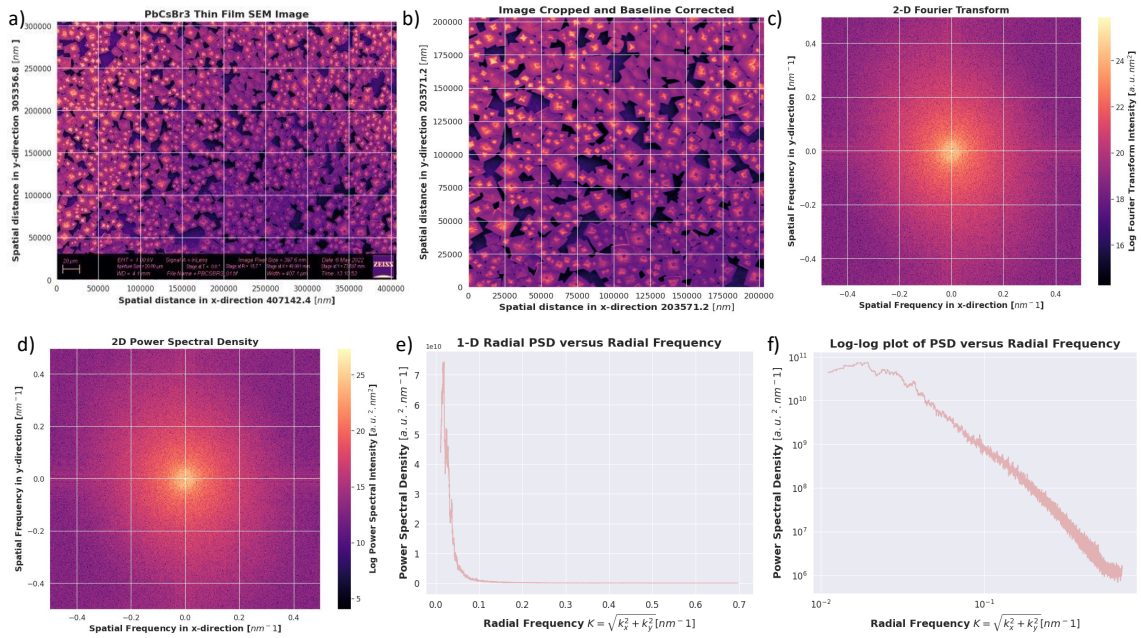 a)
PbCsBr3 Thin Film SEM Image
Spatial distance in y-direction 305356.8 [nm]
300000
250000
200000
150000
100000
50000
0
20 µm
Signal A = InLens
Date :6 May 2022
ZEISS
0 50000 100000 150000 200000 250000 300000 350000 400000
Spatial distance in x-direction 407142.4 [nm]
b)
Image Cropped and Baseline Corrected
Spatial distance in y-direction 203571.2 [nm]
200000
175000
150000
125000
100000
75000
50000
25000
0
0 25000 50000 75000 100000 125000 150000 175000 200000
Spatial distance in x-direction 203571.2 [nm]
c)
2-D Fourier Transform
Spatial Frequency in y-direction [nm⁻1]
0.4
0.2
0.0
−0.2
−0.4
−0.4 −0.2 0.0 0.2 0.4
Spatial Frequency in x-direction [nm⁻1]
24
22
20
18
16
Log Fourier Transform Intensity [a.u.nm²]
d)
2D Power Spectral Density
Spatial Frequency in y-direction [nm⁻1]
0.4
0.2
0.0
−0.2
−0.4
−0.4 −0.2 0.0 0.2 0.4
Spatial Frequency in x-direction [nm⁻1]
25
20
15
10
5
Log Power Spectral Intensity [a.u.².nm²]
e)
1-D Radial PSD versus Radial Frequency
1e10
Power Spectral Density [a.u.².nm−1]
7
6
5
4
3
2
1
0
0.0 0.1 0.2 0.3 0.4 0.5 0.6 0.7
Radial Frequency K = √kx² + ky² [nm−1]
f)
Log-log plot of PSD versus Radial Frequency
Power Spectral Density [a.u.².nm−1]
10¹¹
10¹⁰
10⁹
10⁸
10⁷
10⁶
10⁻² 10⁻¹
Radial Frequency K = √kx² + ky² [nm−1]